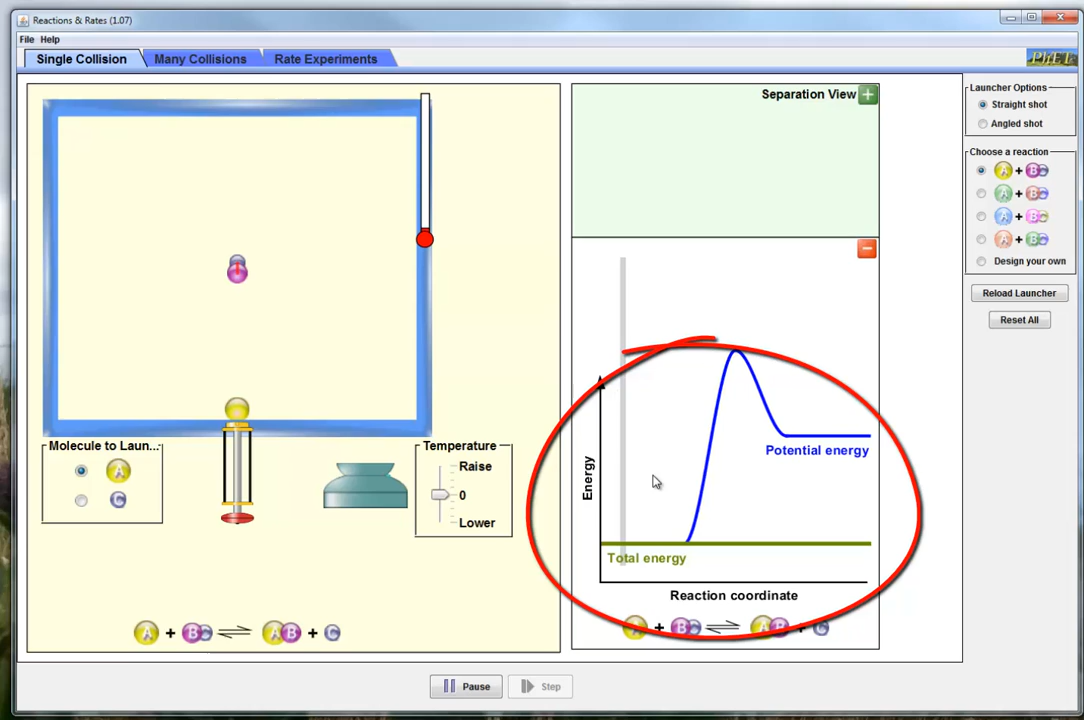 Reactions & Rates (1.07)
File Help
Single Collision Many Collisions Rate Experiments
PhET
Separation View
Launcher Options
Straight shot
Angled shot
Choose a reaction
A + B C
A + B
A + B
A + B
Design your own
Reload Launcher
Reset All
Molecule to Laun...
A
C
Temperature
Raise
0
Lower
Energy
Potential energy
Total energy
Reaction coordinate
A + B C ⇌ A B + C
A + B C ⇌ A B + C
Pause Step